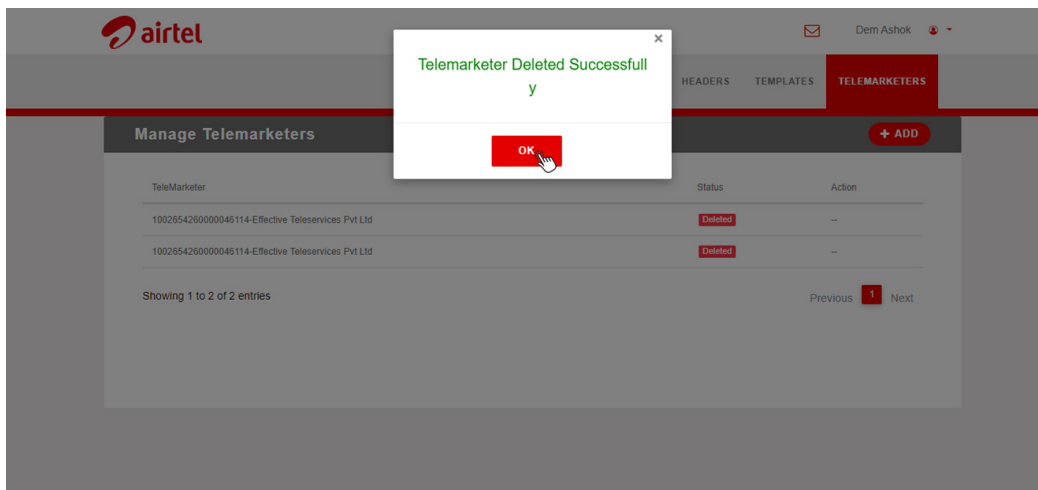 airtel
Dem Ashok
×
Telemarketer Deleted Successfull
y
OK
HEADERS TEMPLATES TELEMARKETERS
Manage Telemarketers
+ ADD
TeleMarketer Status Action
1002654260000046114-Effective Teleservices Pvt Ltd Deleted --
1002654260000046114-Effective Teleservices Pvt Ltd Deleted --
Showing 1 to 2 of 2 entries
Previous 1 Next